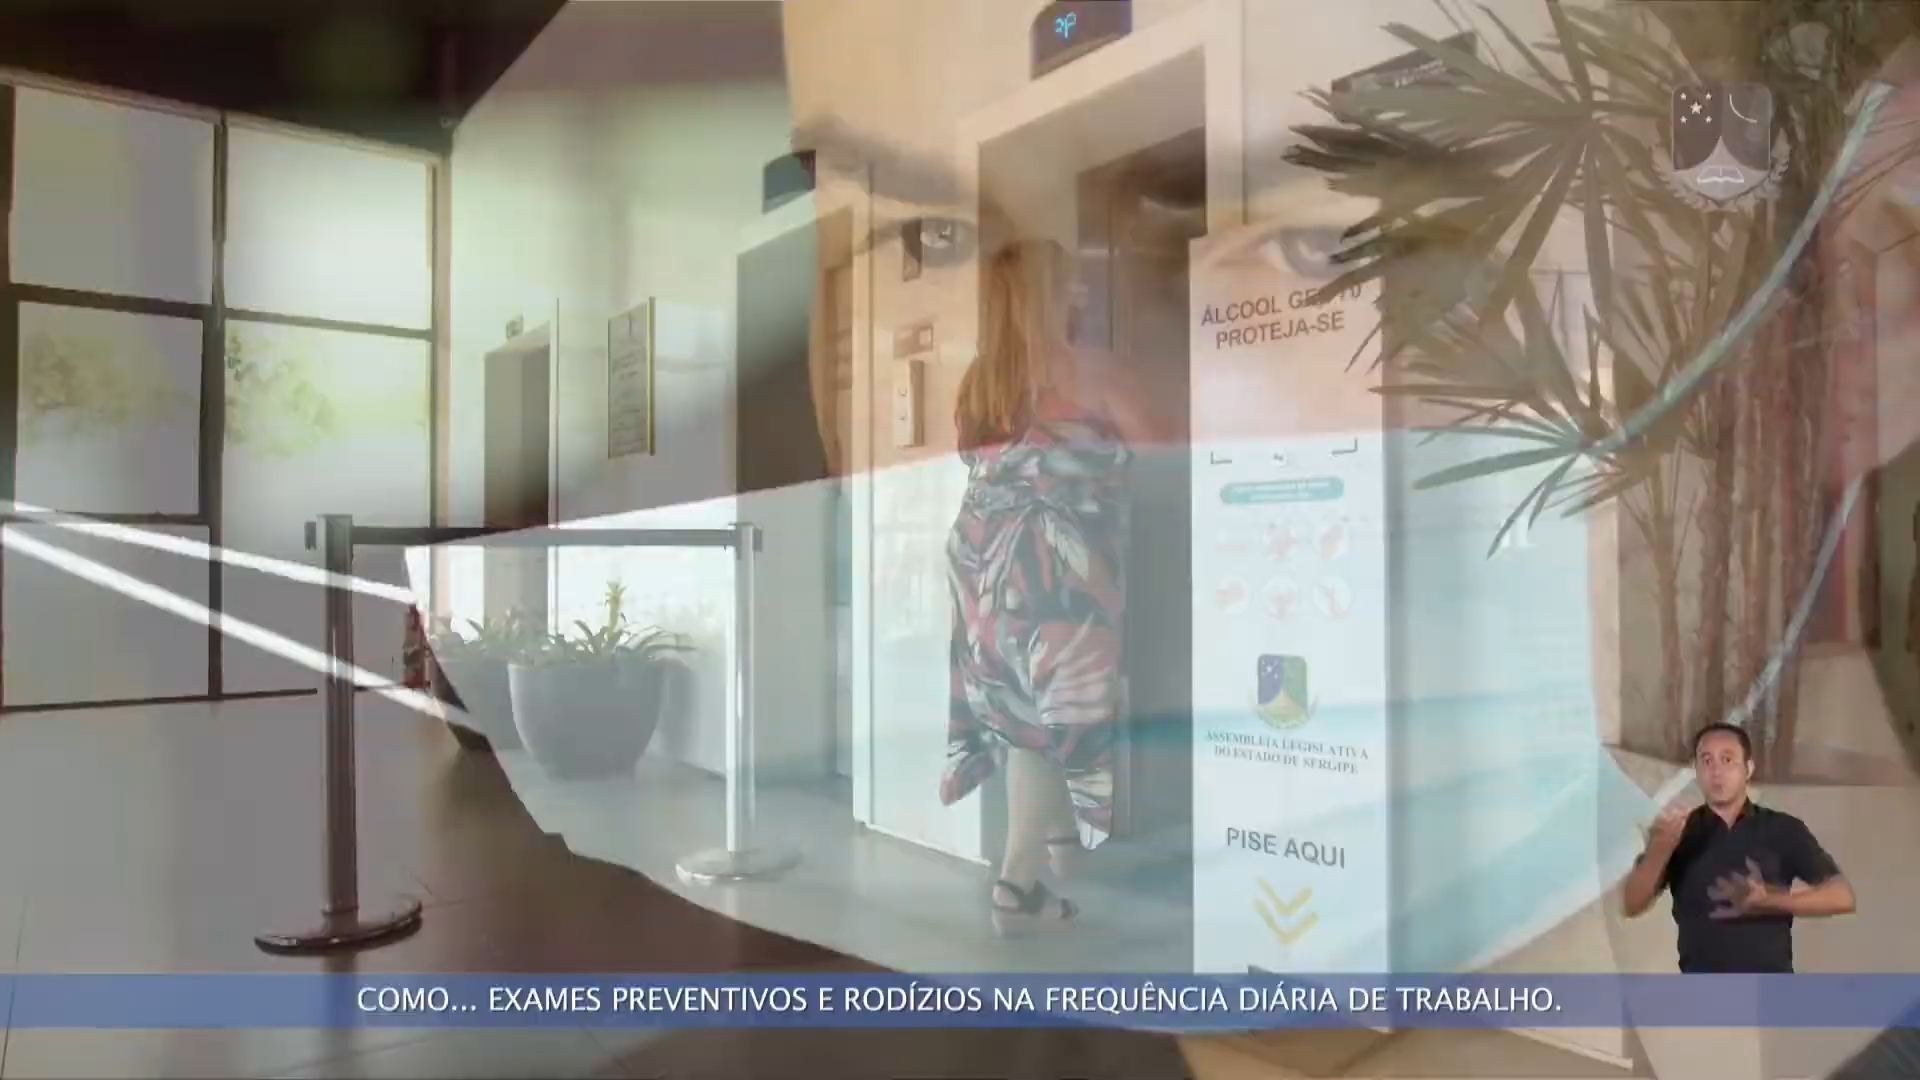 ÁLCOOL GEL 70
PROTEJA-SE
ASSEMBLEIA LEGISLATIVA
DO ESTADO DE SERGIPE
PISE AQUI
COMO... EXAMES PREVENTIVOS E RODÍZIOS NA FREQUÊNCIA DIÁRIA DE TRABALHO.